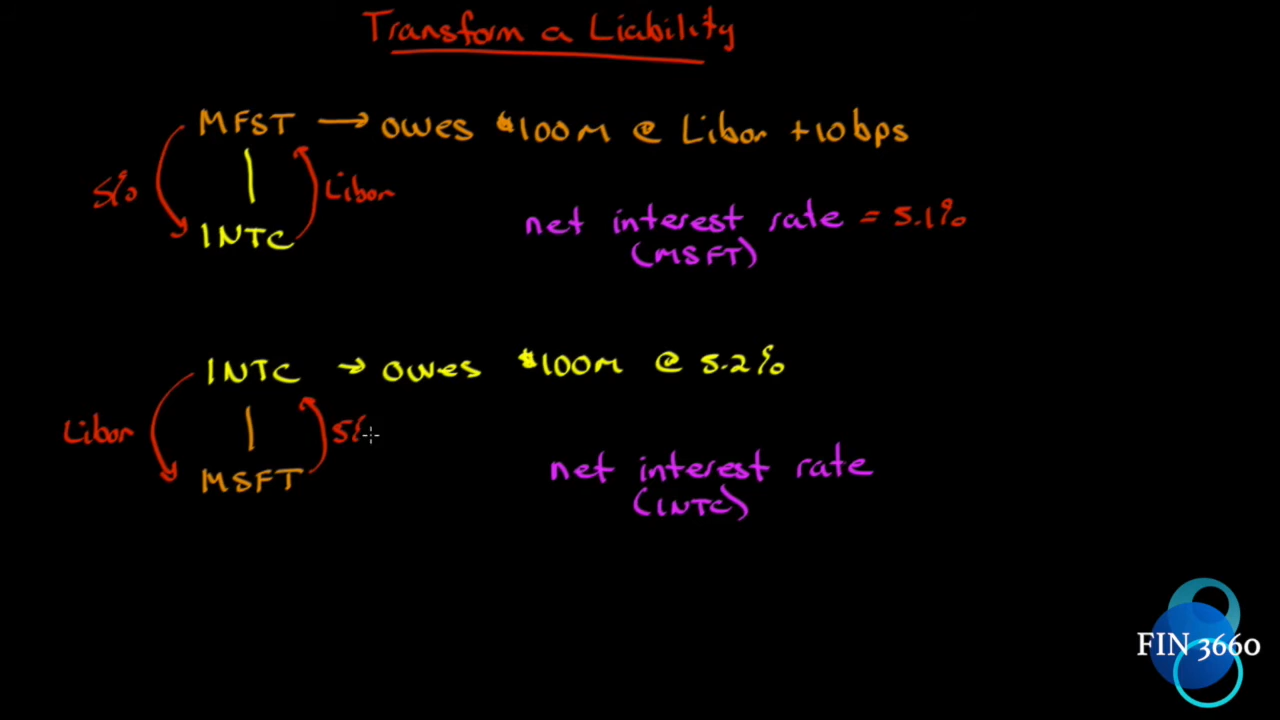 Transform a Liability
MFST → owes $100M @ Libor +10bps
5% Libor
INTC
net interest rate = 5.1%
(MSFT)
INTC → owes $100M @ 5.2%
Libor 5%
MSFT
net interest rate
(INTC)
FIN 3660